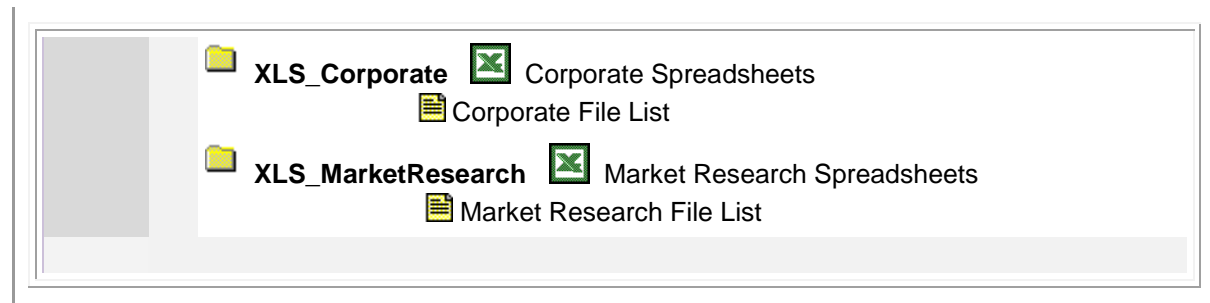 XLS_Corporate Corporate Spreadsheets
Corporate File List
XLS_MarketResearch Market Research Spreadsheets
Market Research File List